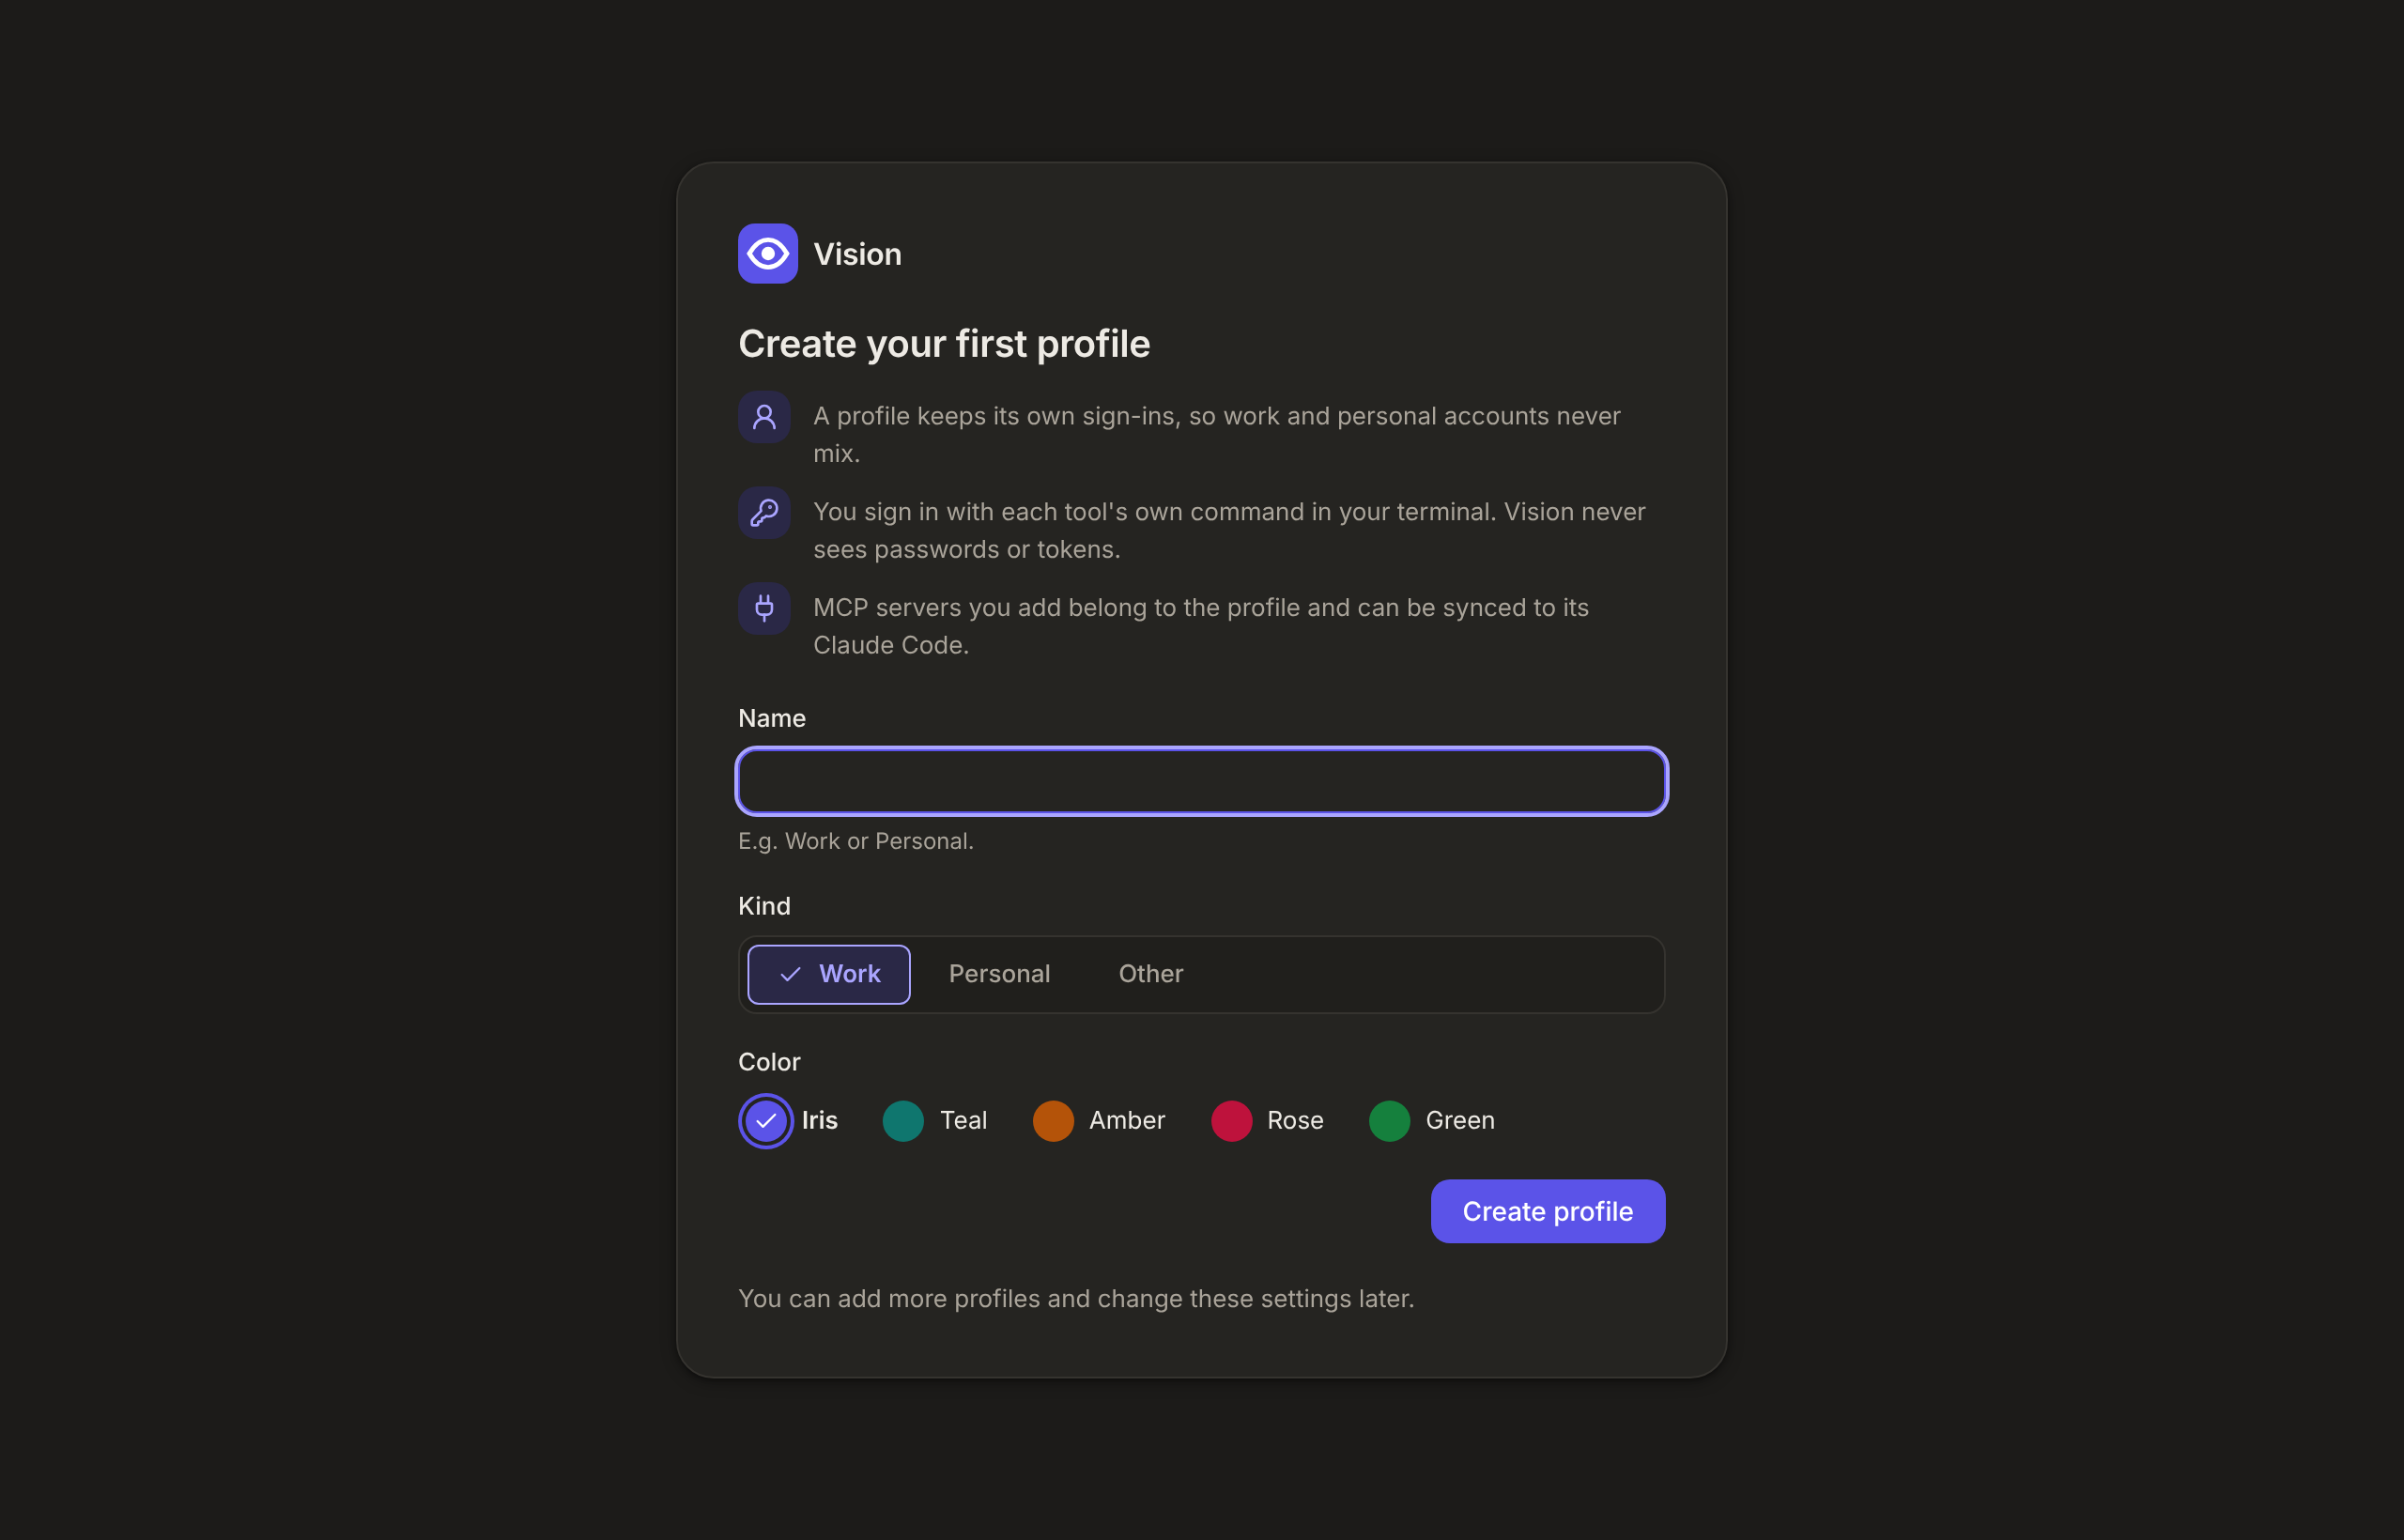 Vision
Create your first profile
A profile keeps its own sign-ins, so work and personal accounts never
mix.
You sign in with each tool's own command in your terminal. Vision never
sees passwords or tokens.
MCP servers you add belong to the profile and can be synced to its
Claude Code.
Name
E.g. Work or Personal.
Kind
Work Personal Other
Color
Iris Teal Amber Rose Green
Create profile
You can add more profiles and change these settings later.